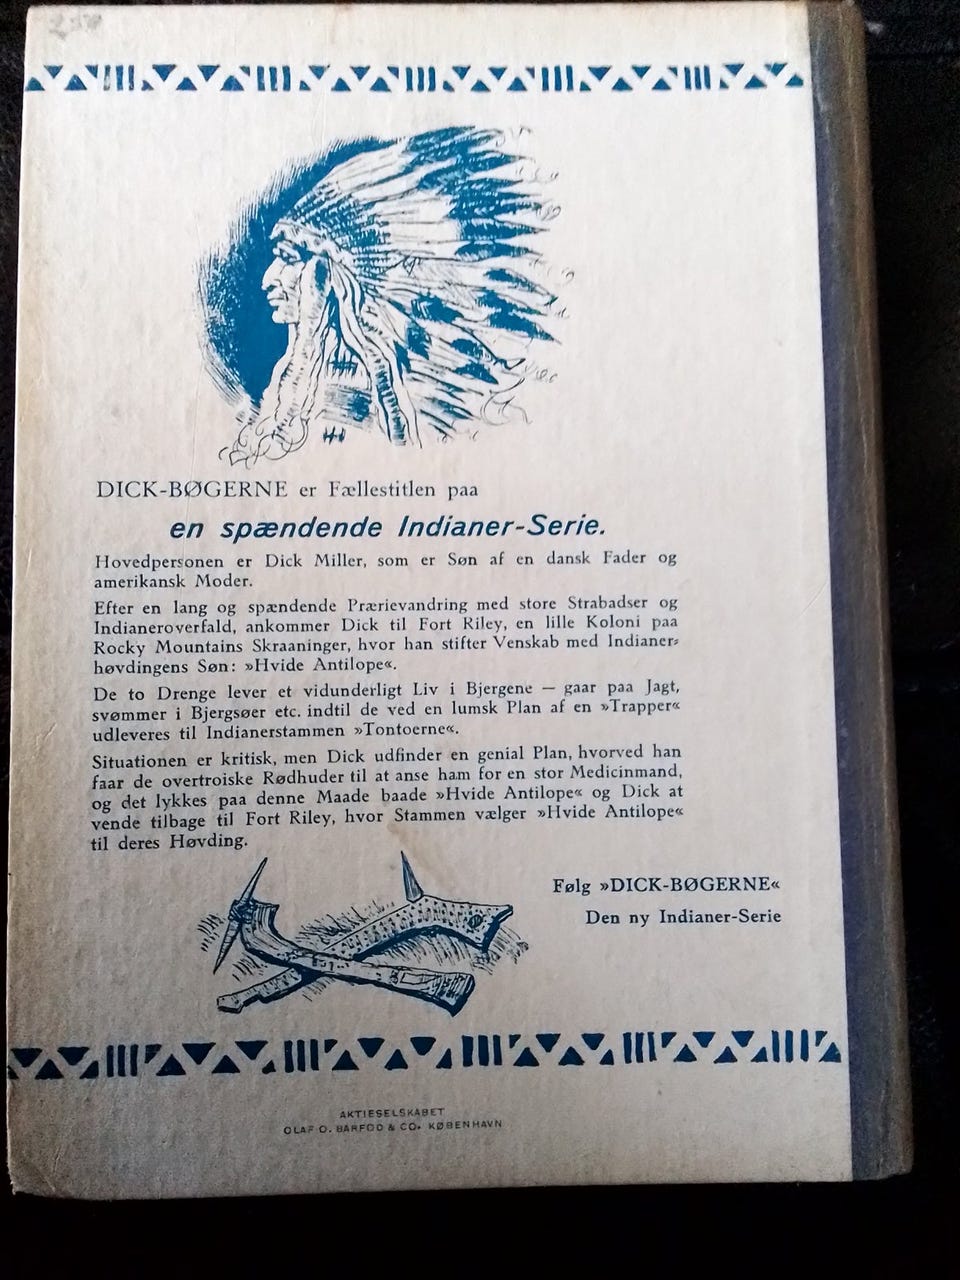 DICK-BØGERNE er Fællestitlen paa
en spændende Indianer-Serie.
Hovedpersonen er Dick Miller, som er Søn af en dansk Fader og
amerikansk Moder.
Efter en lang og spændende Prærievandring med store Strabadser og
Indianeroverfald, ankommer Dick til Fort Riley, en lille Koloni paa
Rocky Mountains Skraaninger, hvor han stifter Venskab med Indianer-
høvdingens Søn: »Hvide Antilope«.
De to Drenge lever et vidunderligt Liv i Bjergene — gaar paa Jagt,
svømmer i Bjergsøer etc. indtil de ved en lumsk Plan af en »Trapper«
udleveres til Indianerstammen »Tontoerne«.
Situationen er kritisk, men Dick udfinder en genial Plan, hvorved han
faar de overtroiske Rødhuder til at anse ham for en stor Medicinmand,
og det lykkes paa denne Maade baade »Hvide Antilope« og Dick at
vende tilbage til Fort Riley, hvor Stammen vælger »Hvide Antilope«
til deres Høvding.
Følg »DICK-BØGERNE«
Den ny Indianer-Serie
AKTIESELSKABET
OLAF O. BARFOD & CO. KØBENHAVN